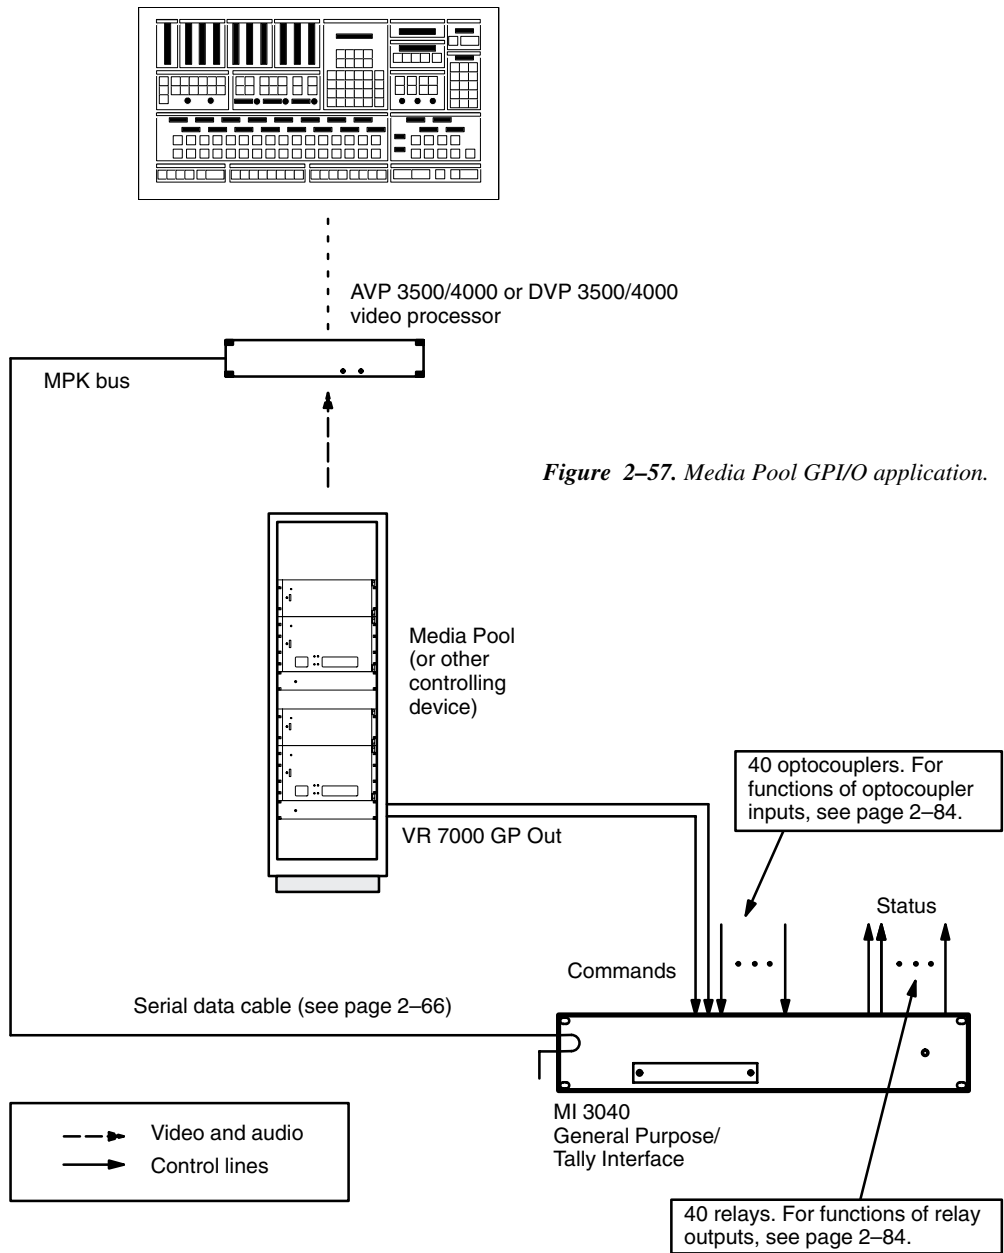 AVP 3500/4000 or DVP 3500/4000
video processor
MPK bus
Figure 2–57. Media Pool GPI/O application.
Media Pool
(or other
controlling
device)
40 optocouplers. For
functions of optocoupler
inputs, see page 2–84.
VR 7000 GP Out
Status
Commands
Serial data cable (see page 2–66)
MI 3040
General Purpose/
Tally Interface
Video and audio
Control lines
40 relays. For functions of relay
outputs, see page 2–84.